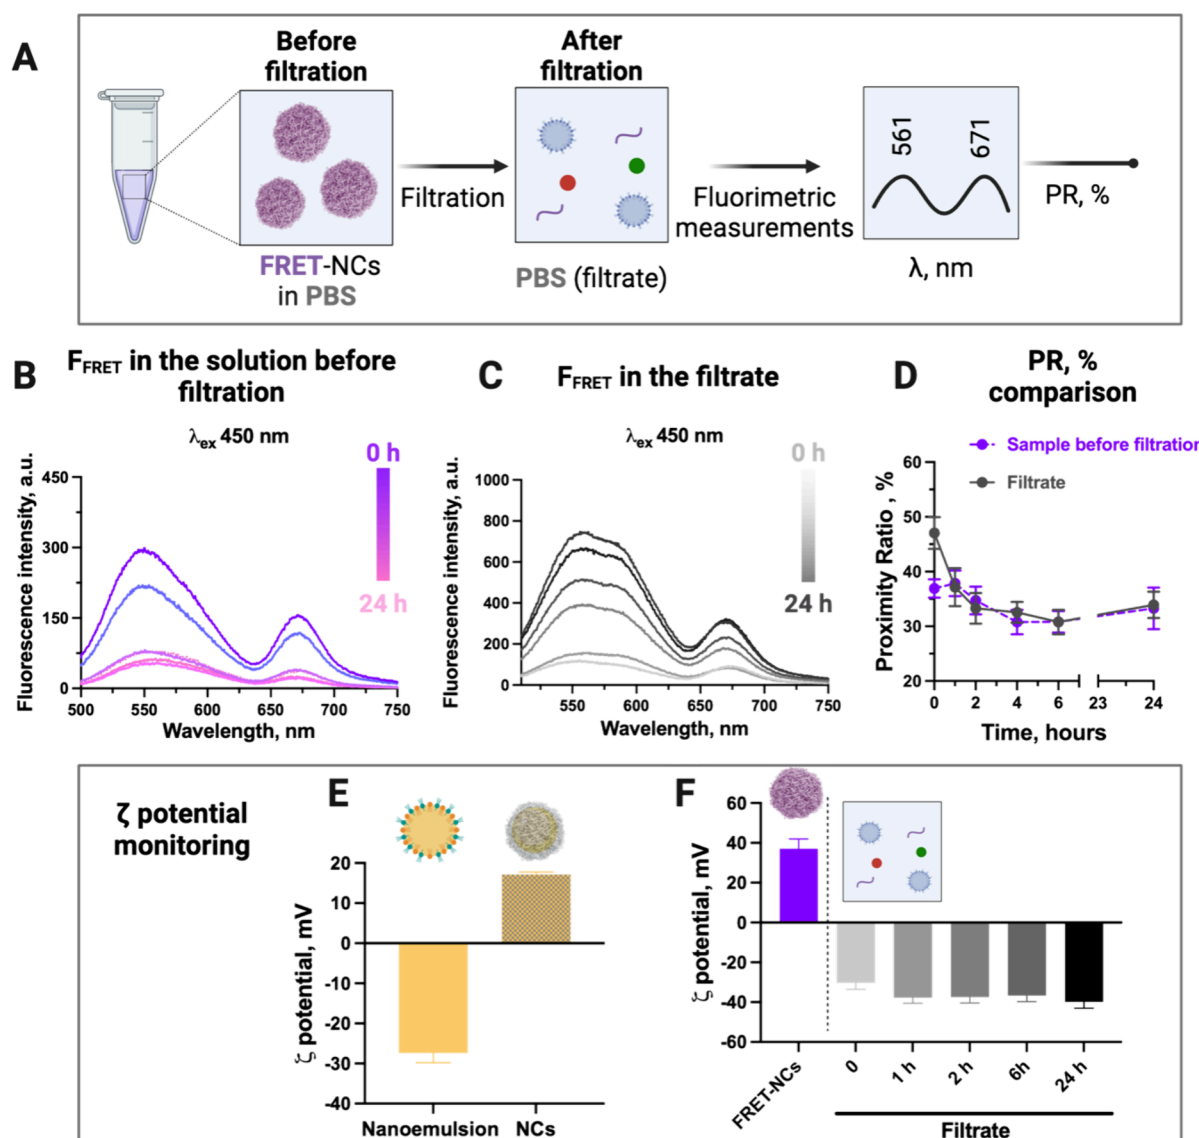 A
Before
filtration
After
filtration
561
671
Filtration
Fluorimetric
measurements
PR, %
FRET-NCs
in PBS
PBS (filtrate)
λ, nm
B
FFRET in the solution before
filtration
λex 450 nm
0 h
24 h
Fluorescence intensity, a.u.
450
300
150
0
500
550
600
650
700
750
Wavelength, nm
C
FFRET in the filtrate
λex 450 nm
0 h
24 h
Fluorescence intensity, a.u.
1000
800
600
400
200
0
550
600
650
700
750
Wavelength, nm
D
PR, %
comparison
Sample before filtration
Filtrate
Proximity Ratio , %
60
50
40
30
20
0
2
4
6
23
24
Time, hours
ζ potential
monitoring
E
ζ potential, mV
20
10
0
-10
-20
-30
-40
Nanoemulsion
NCs
F
ζ potential, mV
60
40
20
0
-20
-40
-60
FRET-NCs
0
1 h
2 h
6h
24 h
Filtrate